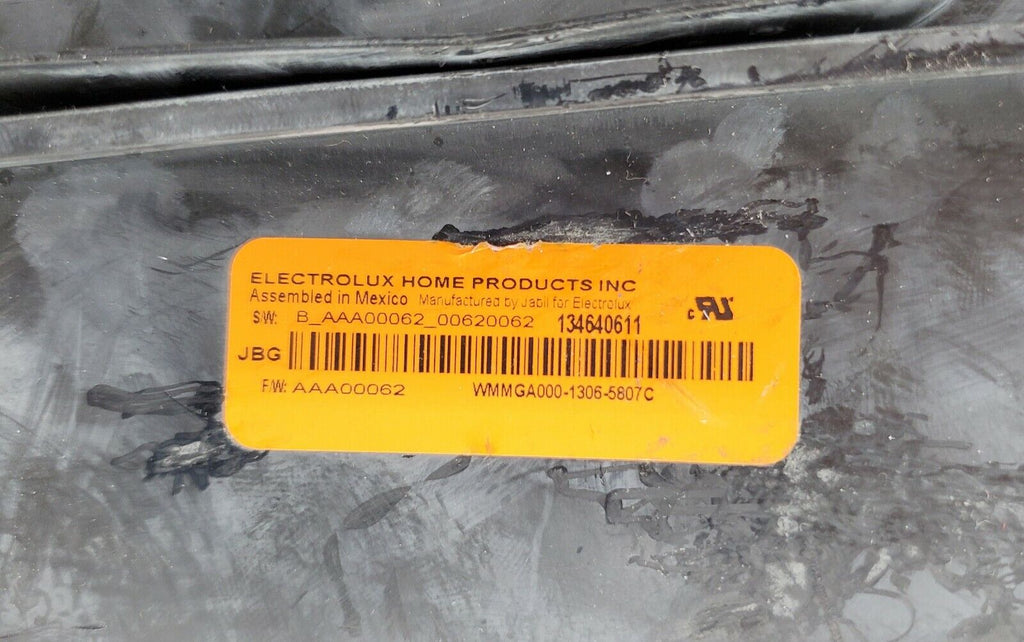 ELECTROLUX HOME PRODUCTS INC
Assembled in Mexico Manufactured by Jabil for Electrolux
S/W: B_AAA00062_00620062 134640611
JBG
F/W: AAA00062 WMMGA000-1306-5807C